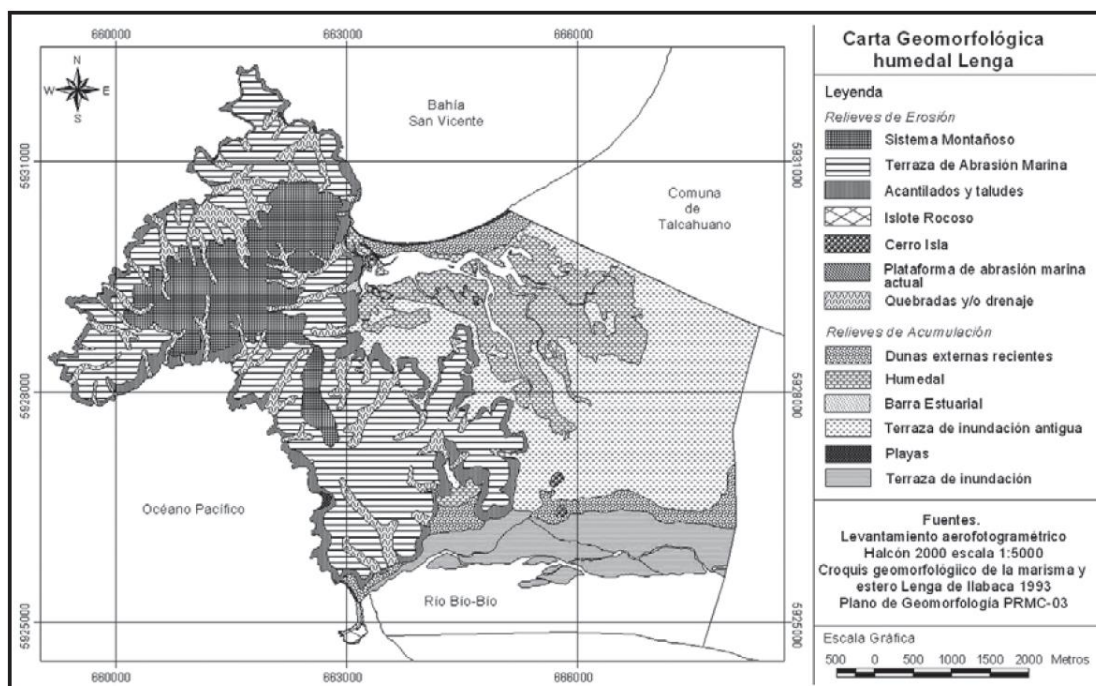 660000
663000
666000
N
W
E
S
Bahía
San Vicente
5931000
5931000
Comuna
de
Talcahuano
5928000
5928000
Océano Pacífico
Río Bío-Bío
5925000
5925000
660000
663000
666000
Carta Geomorfológica
humedal Lenga
Leyenda
Relieves de Erosión
Sistema Montañoso
Terraza de Abrasión Marina
Acantilados y taludes
Islote Rocoso
Cerro Isla
Plataforma de abrasión marina
actual
Quebradas y/o drenaje
Relieves de Acumulación
Dunas externas recientes
Humedal
Barra Estuarial
Terraza de inundación antigua
Playas
Terraza de inundación
Fuentes.
Levantamiento aerofotogramétrico
Halcón 2000 escala 1:5000
Croquis geomorfológiico de la marisma y
estero Lenga de Ilabaca 1993
Plano de Geomorfología PRMC-03
Escala Gráfica
500 0 500 1000 1500 2000 Metros